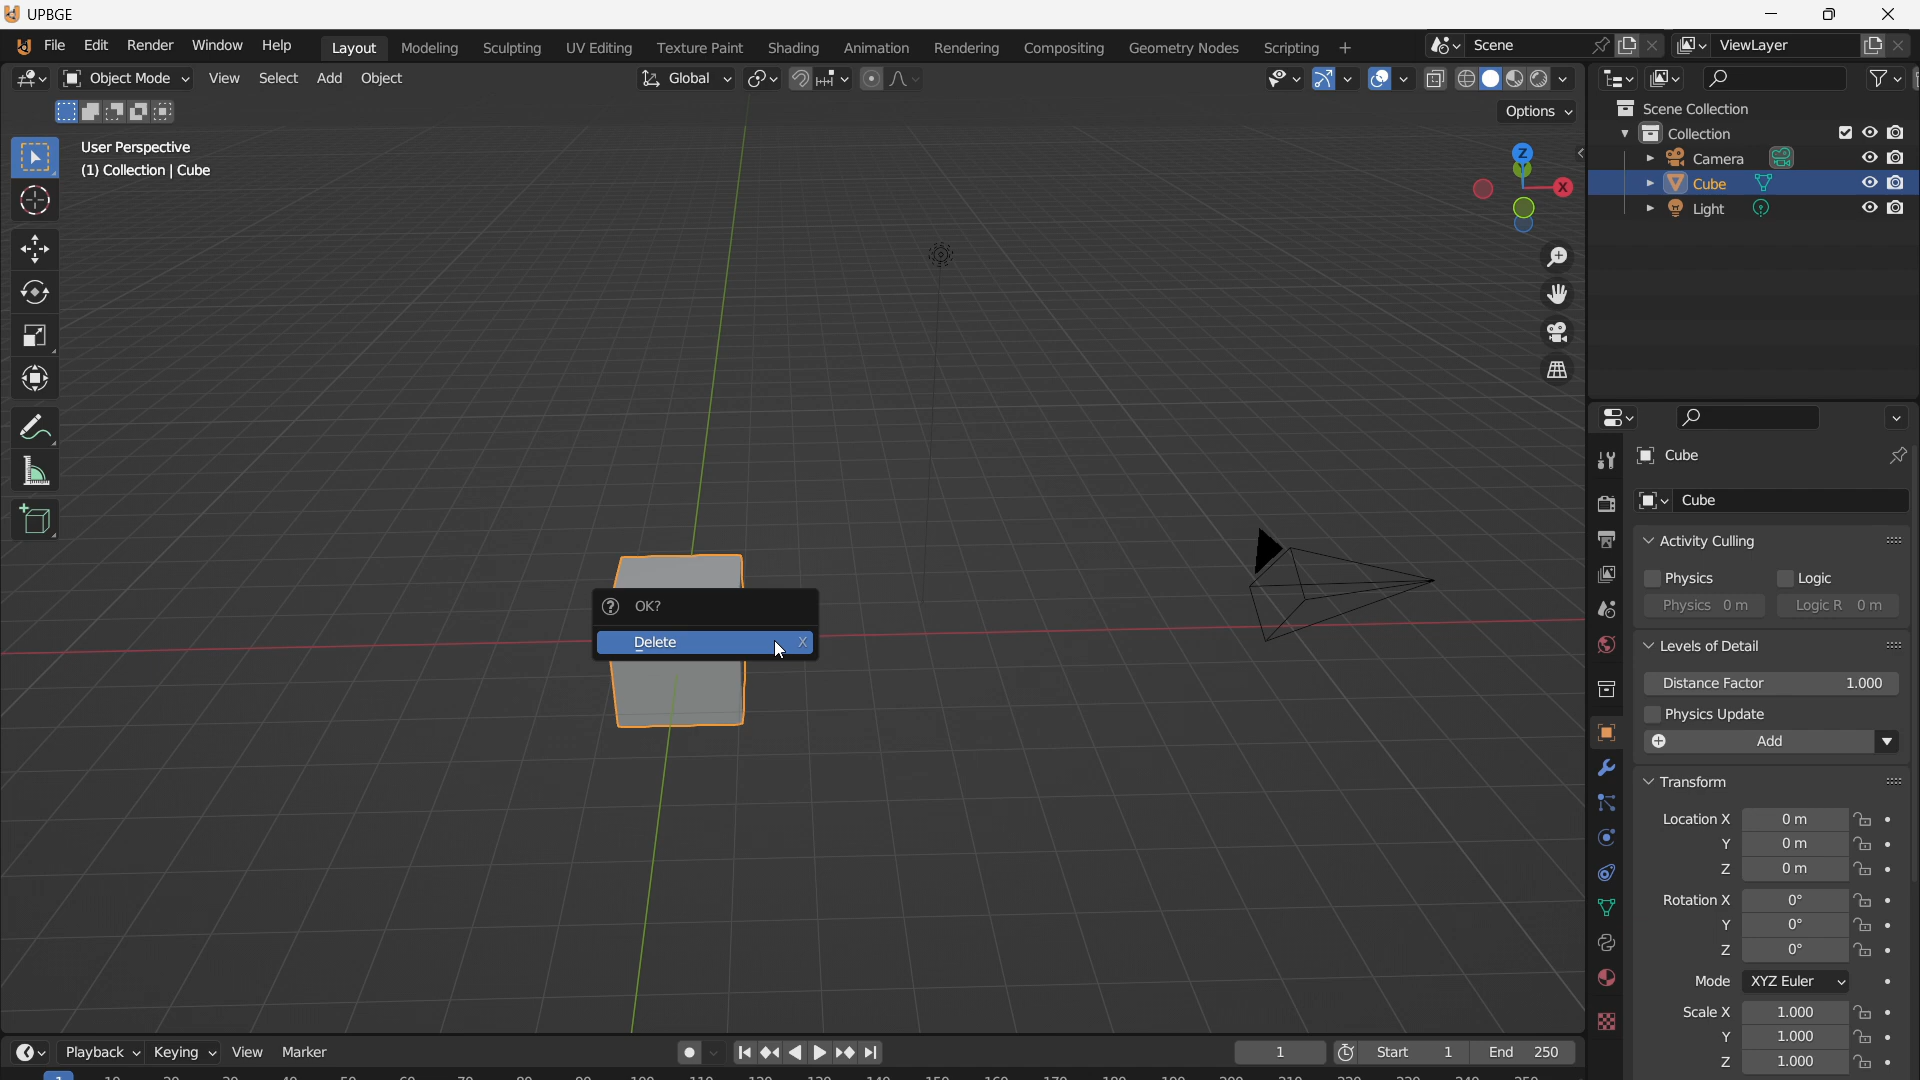 UPBGE
File Edit Render Window Help Layout Modeling Sculpting UV Editing Texture Paint Shading Animation Rendering Compositing Geometry Nodes Scripting + Scene ViewLayer
Object Mode View Select Add Object Global
Options
User Perspective
(1) Collection | Cube
Z
X
OK?
Delete X
Scene Collection
Collection
Camera
Cube
Light
Cube
Cube
Activity Culling
Physics Logic
Physics 0 m Logic R 0 m
Levels of Detail
Distance Factor 1.000
Physics Update
Add
Transform
Location X 0 m
Y 0 m
Z 0 m
Rotation X 0°
Y 0°
Z 0°
Mode XYZ Euler
Scale X 1.000
Y 1.000
Z 1.000
Playback Keying View Marker 1 Start 1 End 250
1 10 20 30 40 50 60 70 80 90 100 110 120 130 140 150 160 170 180 190 200 210 220 230 240 250